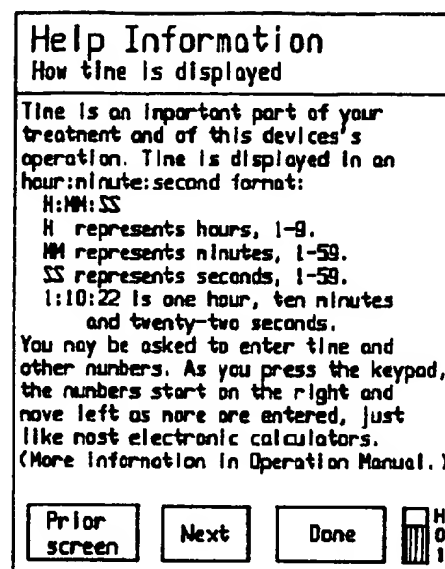 Help Information
How time is displayed
Time is an important part of your
treatment and of this devices's
operation. Time is displayed in an
hour:minute:second format:
H:MM:SS
H represents hours, 1-9.
MM represents minutes, 1-59.
SS represents seconds, 1-59.
1:10:22 is one hour, ten minutes
and twenty-two seconds.
You may be asked to enter time and
other numbers. As you press the keypad,
the numbers start on the right and
move left as more are entered, just
like most electronic calculators.
(More information in Operation Manual.)
Prior
screen
Next
Done
H